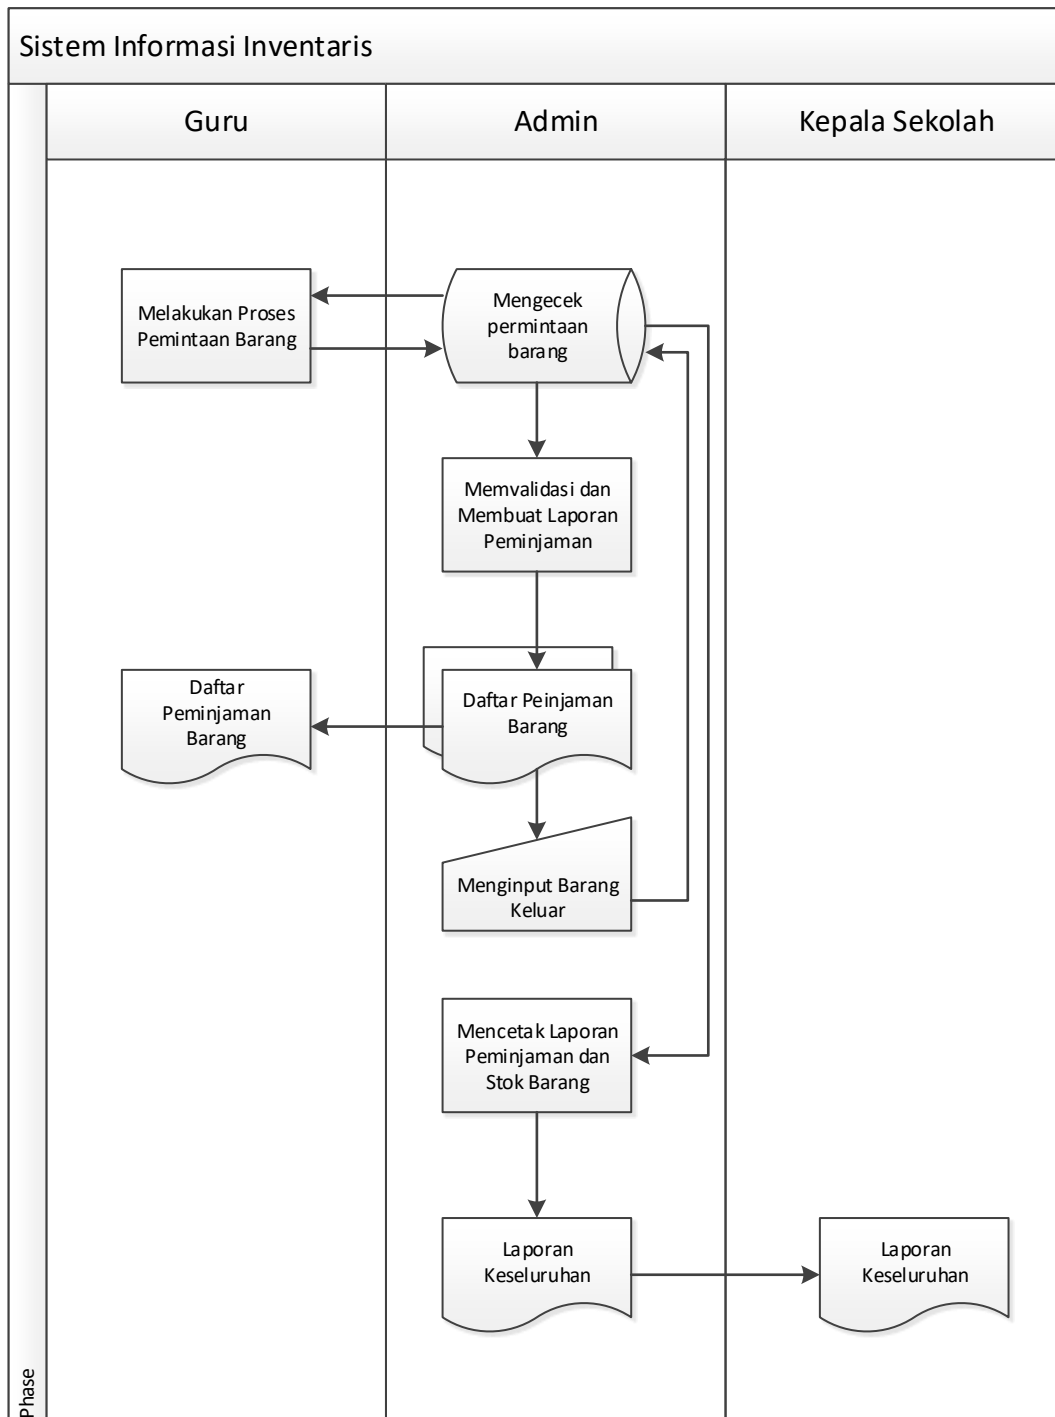 Sistem Informasi Inventaris
Guru
Admin
Kepala Sekolah
Melakukan Proses
Pemintaan Barang
Mengecek
permintaan
barang
Memvalidasi dan
Membuat Laporan
Peminjaman
Daftar
Peminjaman
Barang
Daftar Peinjaman
Barang
Menginput Barang
Keluar
Mencetak Laporan
Peminjaman dan
Stok Barang
Laporan
Keseluruhan
Laporan
Keseluruhan
Phase